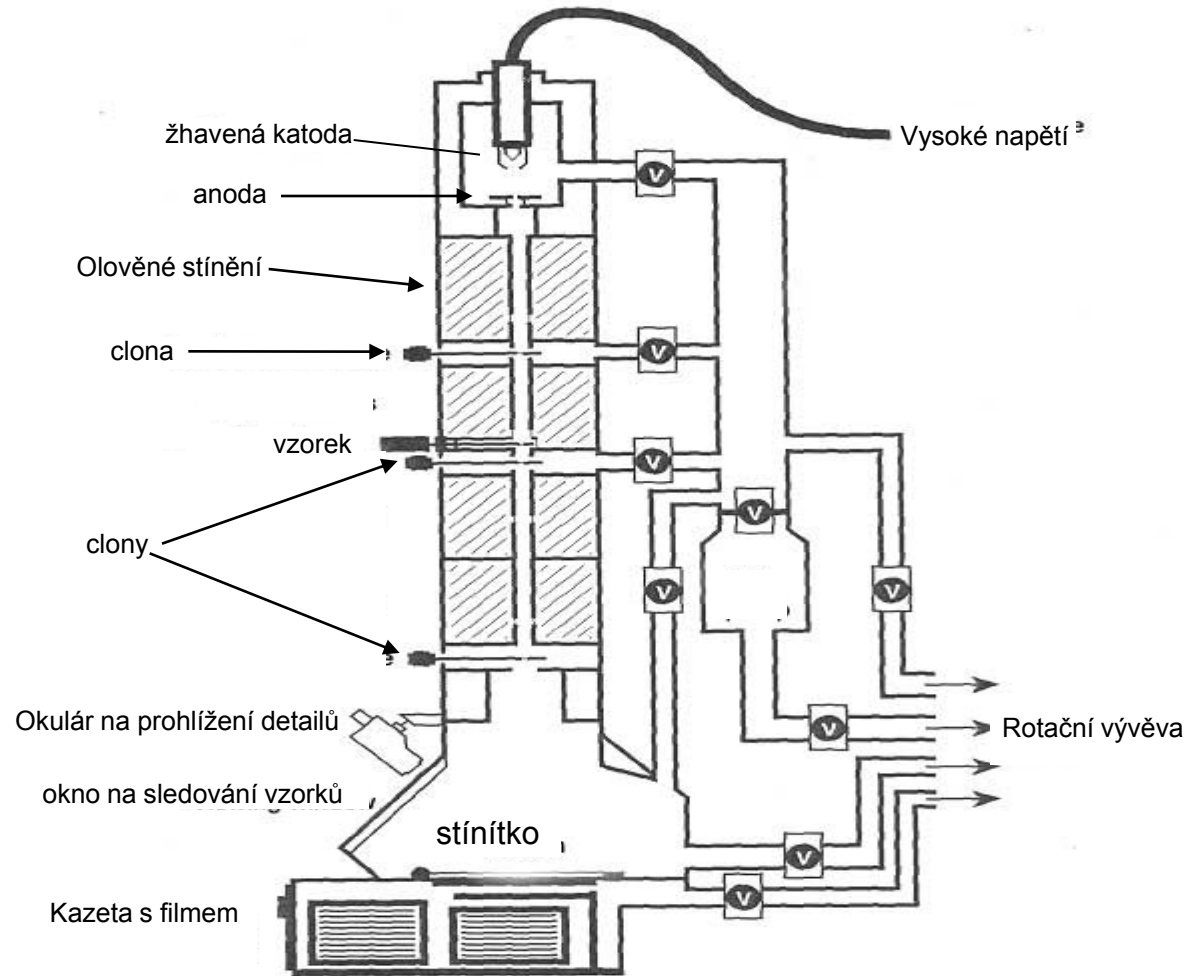 Vysoké napětí
žhavená katoda
anoda
Olověné stínění
clona
vzorek
clony
Okulár na prohlížení detailů
Rotační vývěva
okno na sledování vzorků
stínítko
Kazeta s filmem
V
V
V
V
V
V
V
V
V